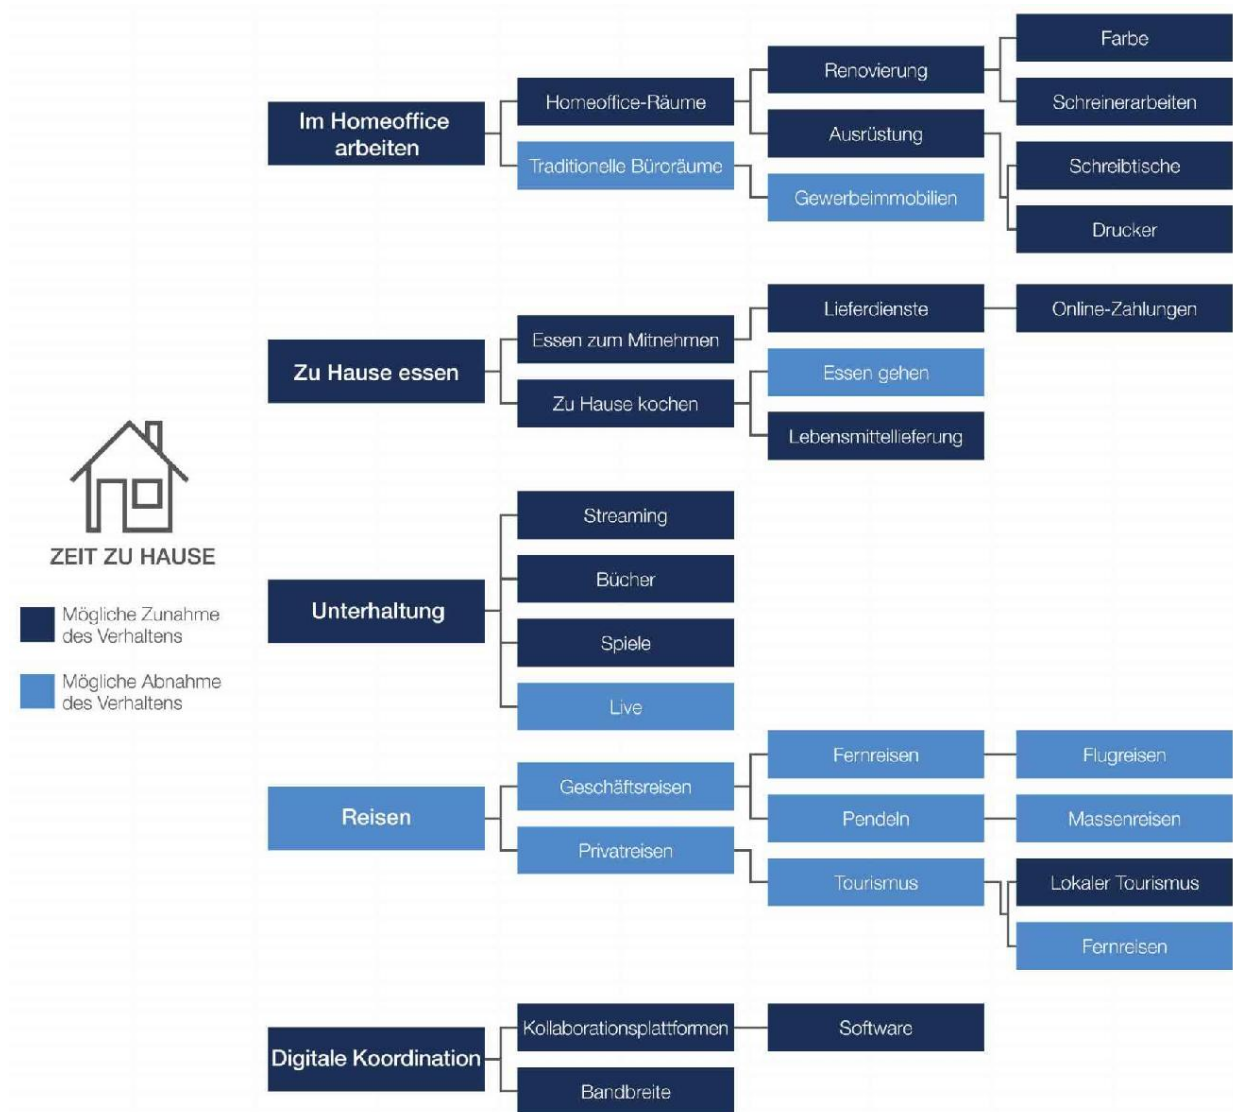 Im Homeoffice
arbeiten
Homeoffice-Räume
Traditionelle Büroräume
Renovierung
Ausrüstung
Gewerbeimmobilien
Farbe
Schreinerarbeiten
Schreibtische
Drucker
Zu Hause essen
Essen zum Mitnehmen
Zu Hause kochen
Lieferdienste
Essen gehen
Lebensmittellieferung
Online-Zahlungen
ZEIT ZU HAUSE
Mögliche Zunahme
des Verhaltens
Mögliche Abnahme
des Verhaltens
Unterhaltung
Streaming
Bücher
Spiele
Live
Reisen
Geschäftsreisen
Privatreisen
Fernreisen
Pendeln
Tourismus
Flugreisen
Massenreisen
Lokaler Tourismus
Fernreisen
Digitale Koordination
Kollaborationsplattformen
Bandbreite
Software